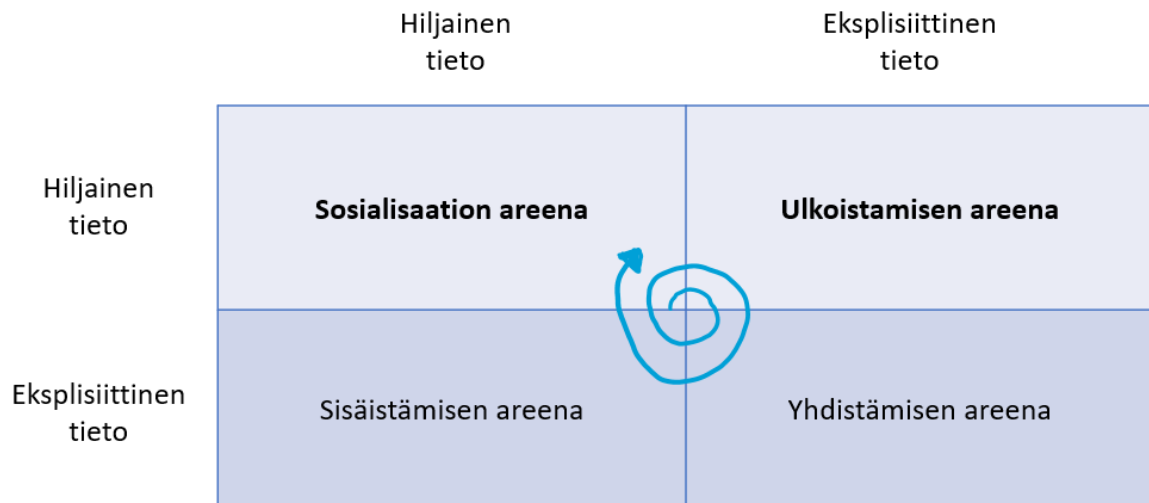 Hiljainen
tieto
Eksplisiittinen
tieto
Hiljainen
tieto
Sosialisaation areena
Ulkoistamisen areena
Eksplisiittinen
tieto
Sisäistämisen areena
Yhdistämisen areena